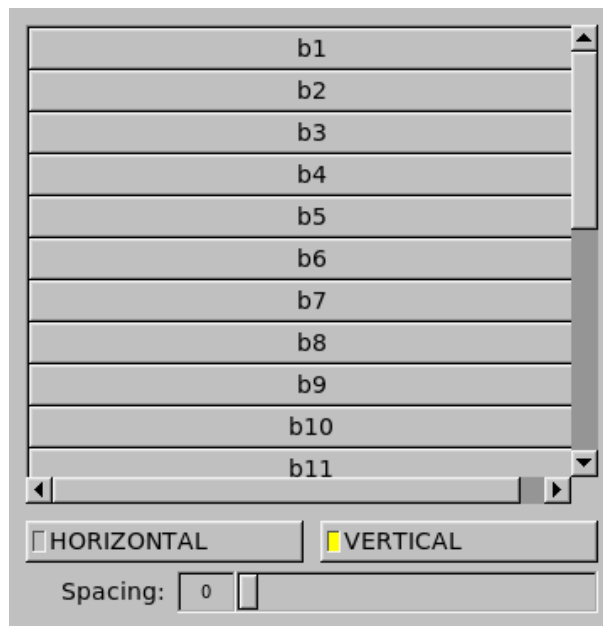 b1
b2
b3
b4
b5
b6
b7
b8
b9
b10
b11
HORIZONTAL VERTICAL
Spacing: 0